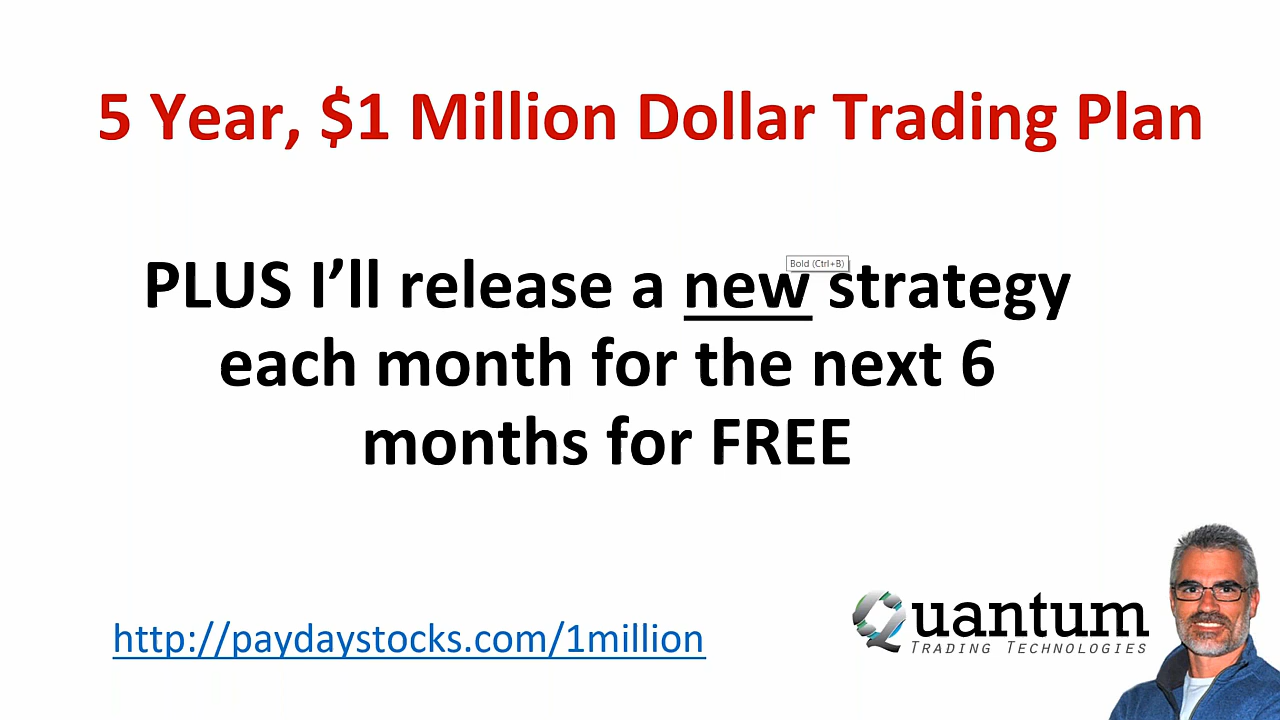 5 Year, $1 Million Dollar Trading Plan
Bold (Ctrl+B)
PLUS I’ll release a new strategy
each month for the next 6
months for FREE
http://paydaystocks.com/1million
Quantum
TRADING TECHNOLOGIES